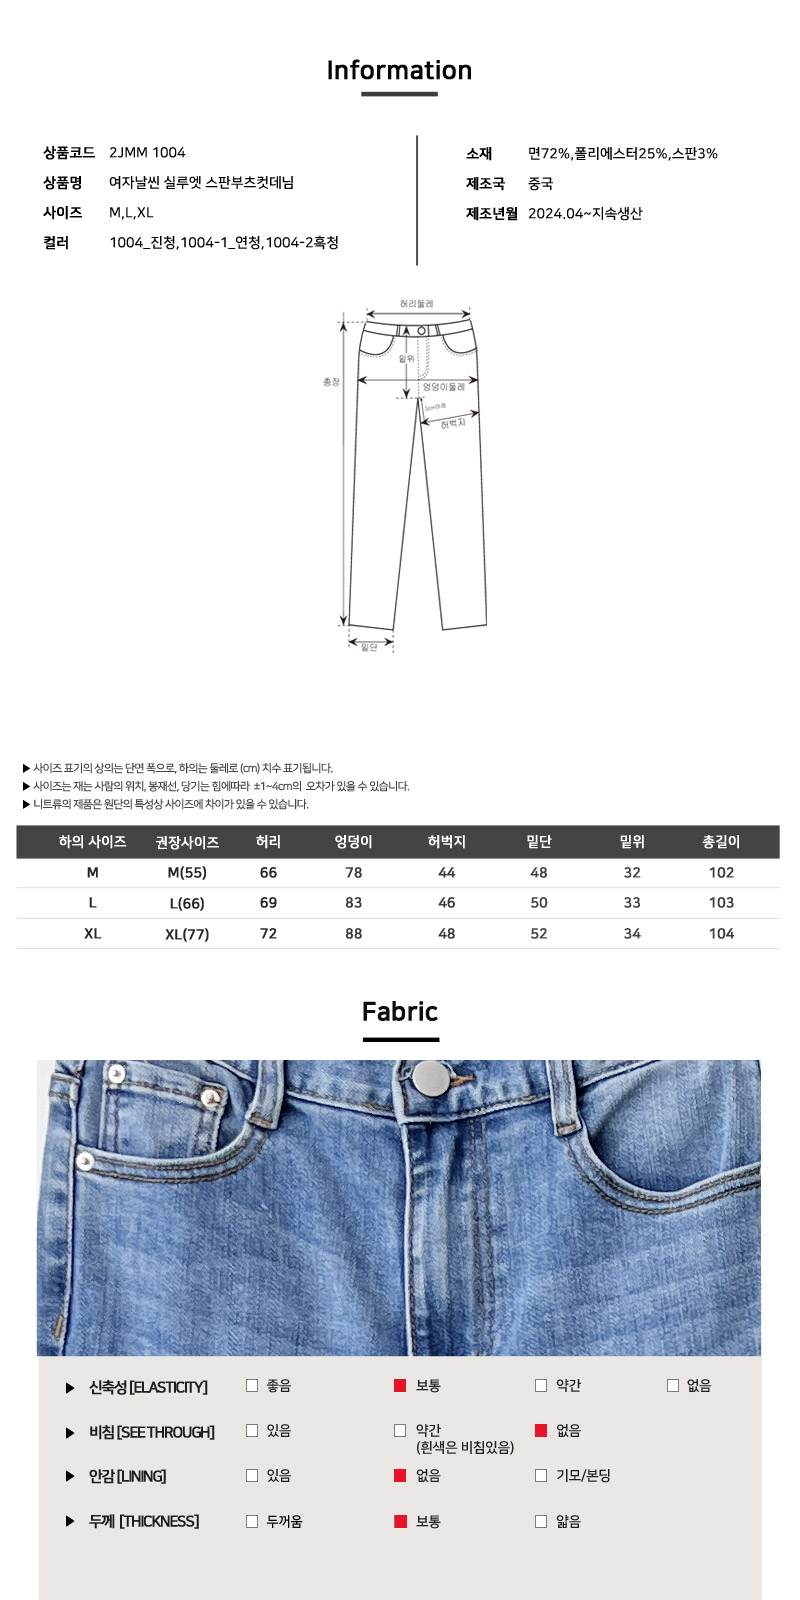 Information
상품코드 2JMM 1004
상품명 여자날씬 실루엣 스판부츠컷데님
사이즈 M,L,XL
컬러 1004_진청,1004-1_연청,1004-2흑청
소재 면72%,폴리에스터25%,스판3%
제조국 중국
제조년월 2024.04~지속생산
허리둘레
밑위
총장
엉덩이둘레
5cm아래
허벅지
밑단
▶ 사이즈 표기의 상의는 단면 폭으로, 하의는 둘레로 (cm) 치수 표기됩니다.
▶ 사이즈는 재는 사람의 위치, 봉재선, 당기는 힘에따라 ±1~4cm의 오차가 있을 수 있습니다.
▶ 니트류의 제품은 원단의 특성상 사이즈에 차이가 있을 수 있습니다.
하의 사이즈 권장사이즈 허리 엉덩이 허벅지 밑단 밑위 총길이
M M(55) 66 78 44 48 32 102
L L(66) 69 83 46 50 33 103
XL XL(77) 72 88 48 52 34 104
Fabric
▶ 신축성 [ELASTICITY] 좋음 보통 약간 없음
▶ 비침 [SEE THROUGH] 있음 약간 없음
(흰색은 비침있음)
▶ 안감 [LINING] 있음 없음 기모/본딩
▶ 두께 [THICKNESS] 두꺼움 보통 얇음